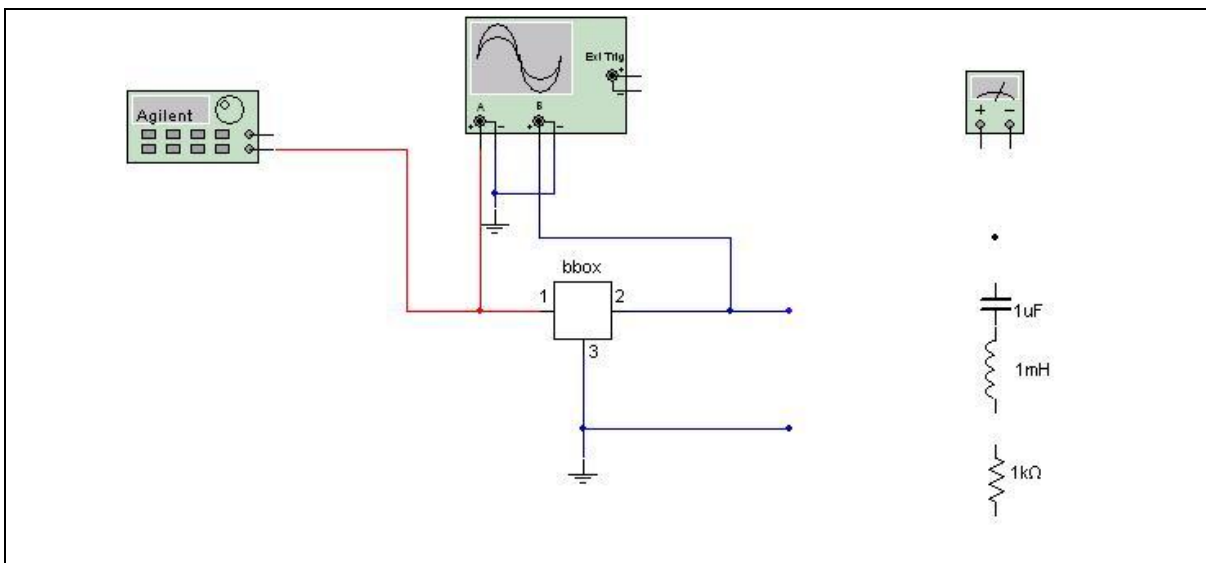 Ext Trig
+
−
A
B
+ −
+ −
Agilent
+ −
bbox
1
2
3
1uF
1mH
1kΩ